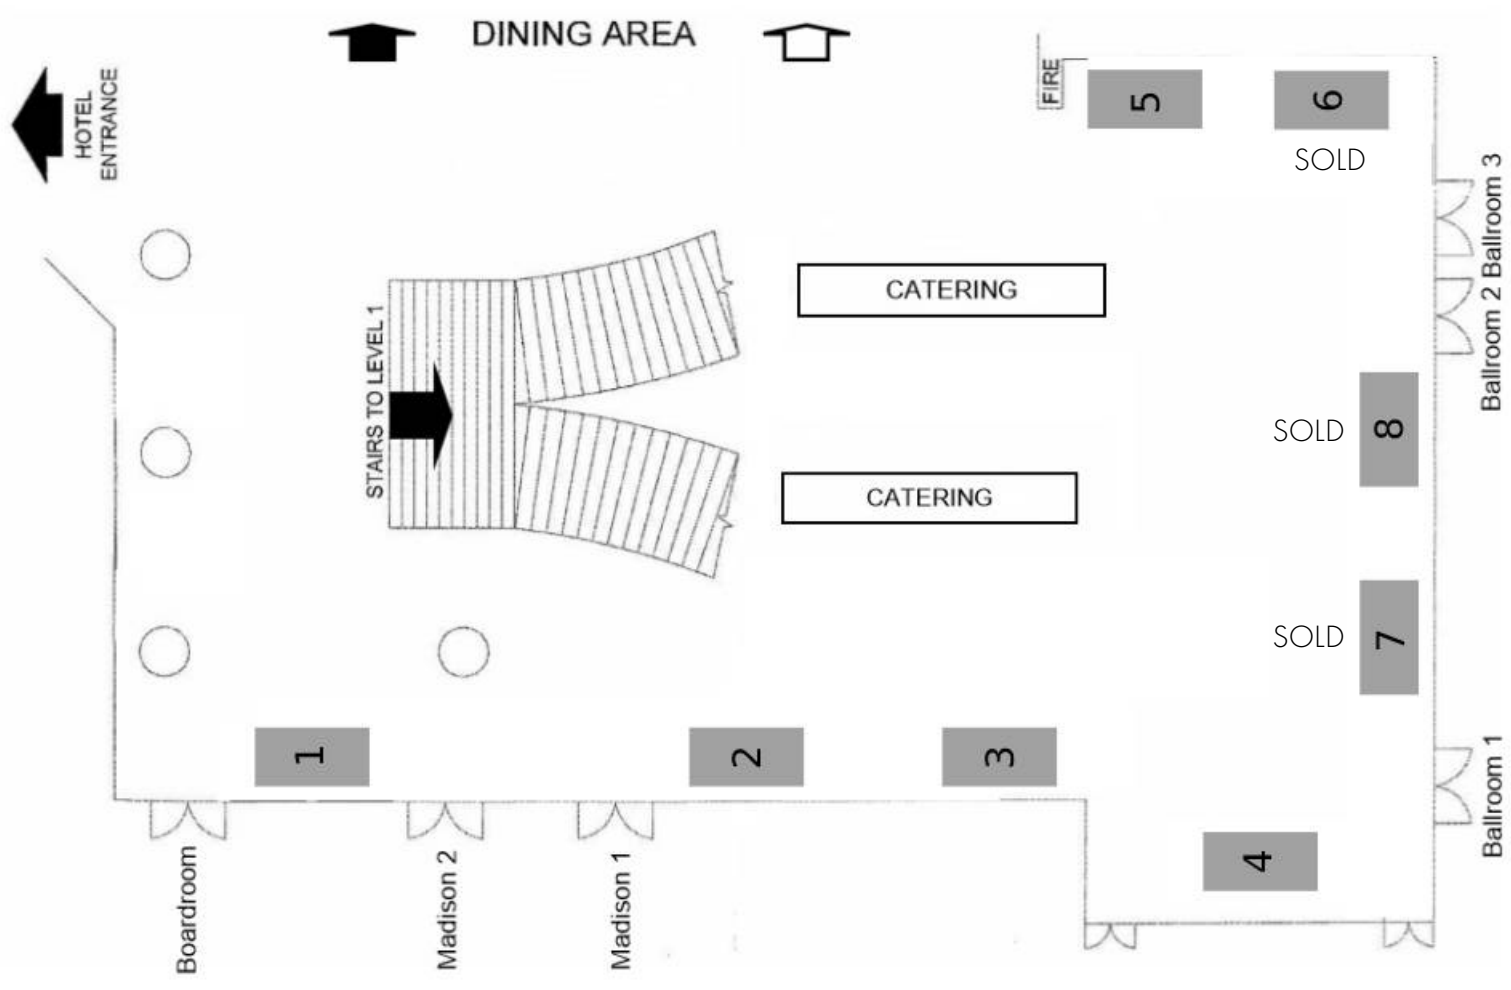 DINING AREA
HOTEL
ENTRANCE
FIRE
5
6
SOLD
Ballroom 3
CATERING
Ballroom 2
STAIRS TO LEVEL 1
SOLD
8
CATERING
SOLD
7
1
2
3
Ballroom 1
4
Boardroom
Madison 2
Madison 1